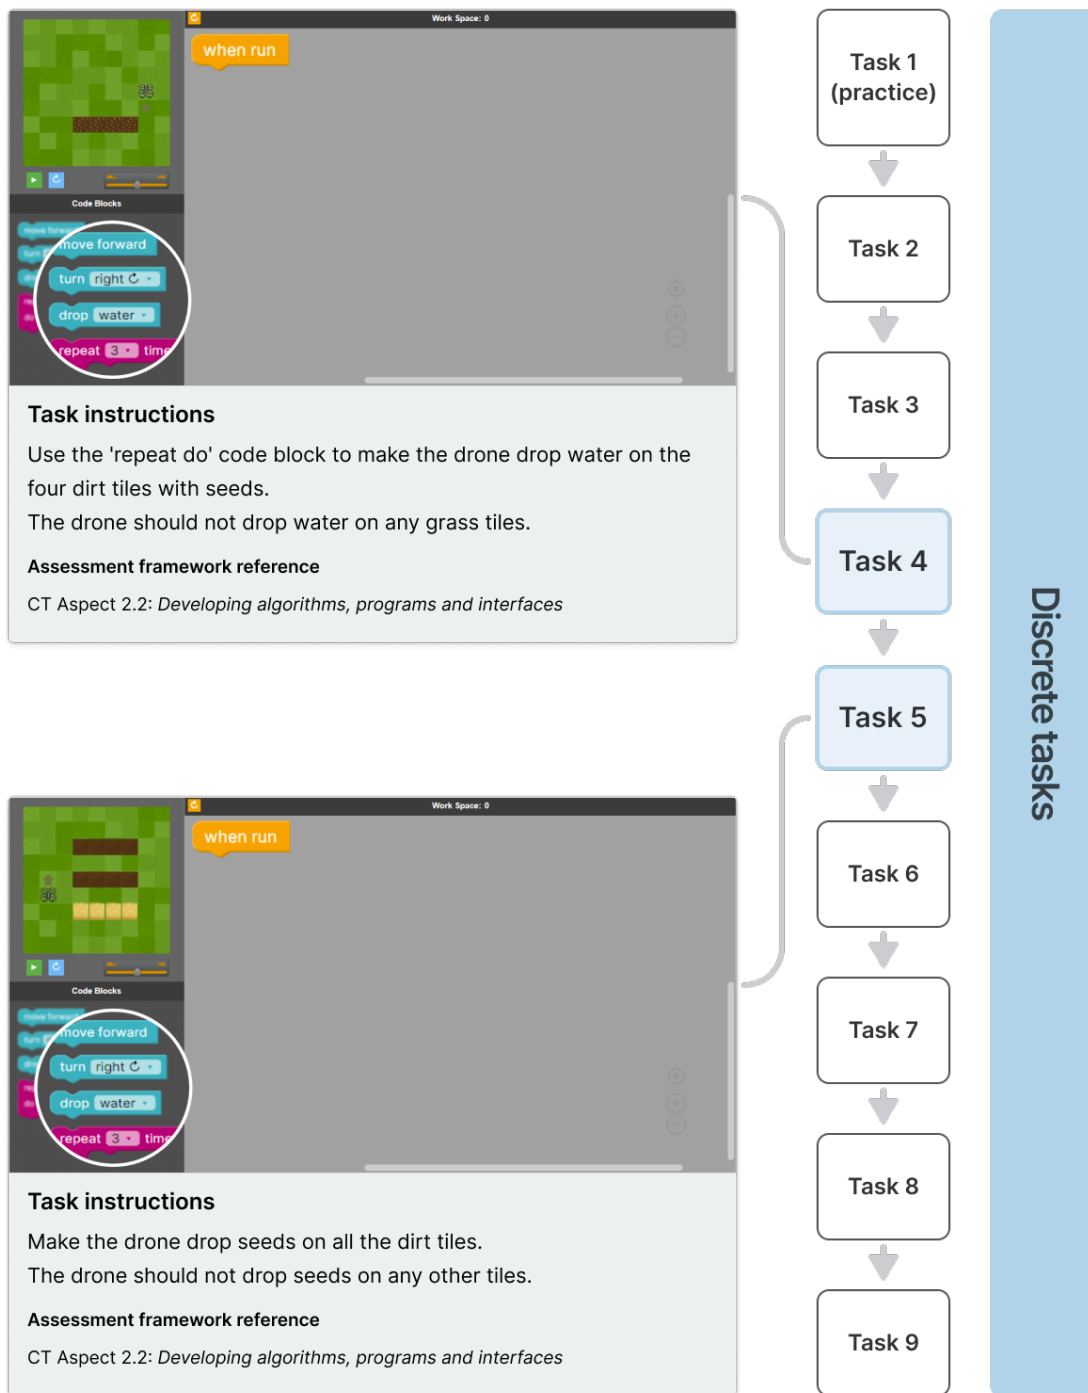 Work Space: 0
when run
Code Blocks
move forward
turn right
drop water
repeat 3 time
do
Task instructions
Use the 'repeat do' code block to make the drone drop water on the
four dirt tiles with seeds.
The drone should not drop water on any grass tiles.
Assessment framework reference
CT Aspect 2.2: Developing algorithms, programs and interfaces
Work Space: 0
when run
Code Blocks
move forward
turn right
drop water
repeat 3 time
do
Task instructions
Make the drone drop seeds on all the dirt tiles.
The drone should not drop seeds on any other tiles.
Assessment framework reference
CT Aspect 2.2: Developing algorithms, programs and interfaces
Task 1
(practice)
Task 2
Task 3
Task 4
Task 5
Task 6
Task 7
Task 8
Task 9
Discrete tasks